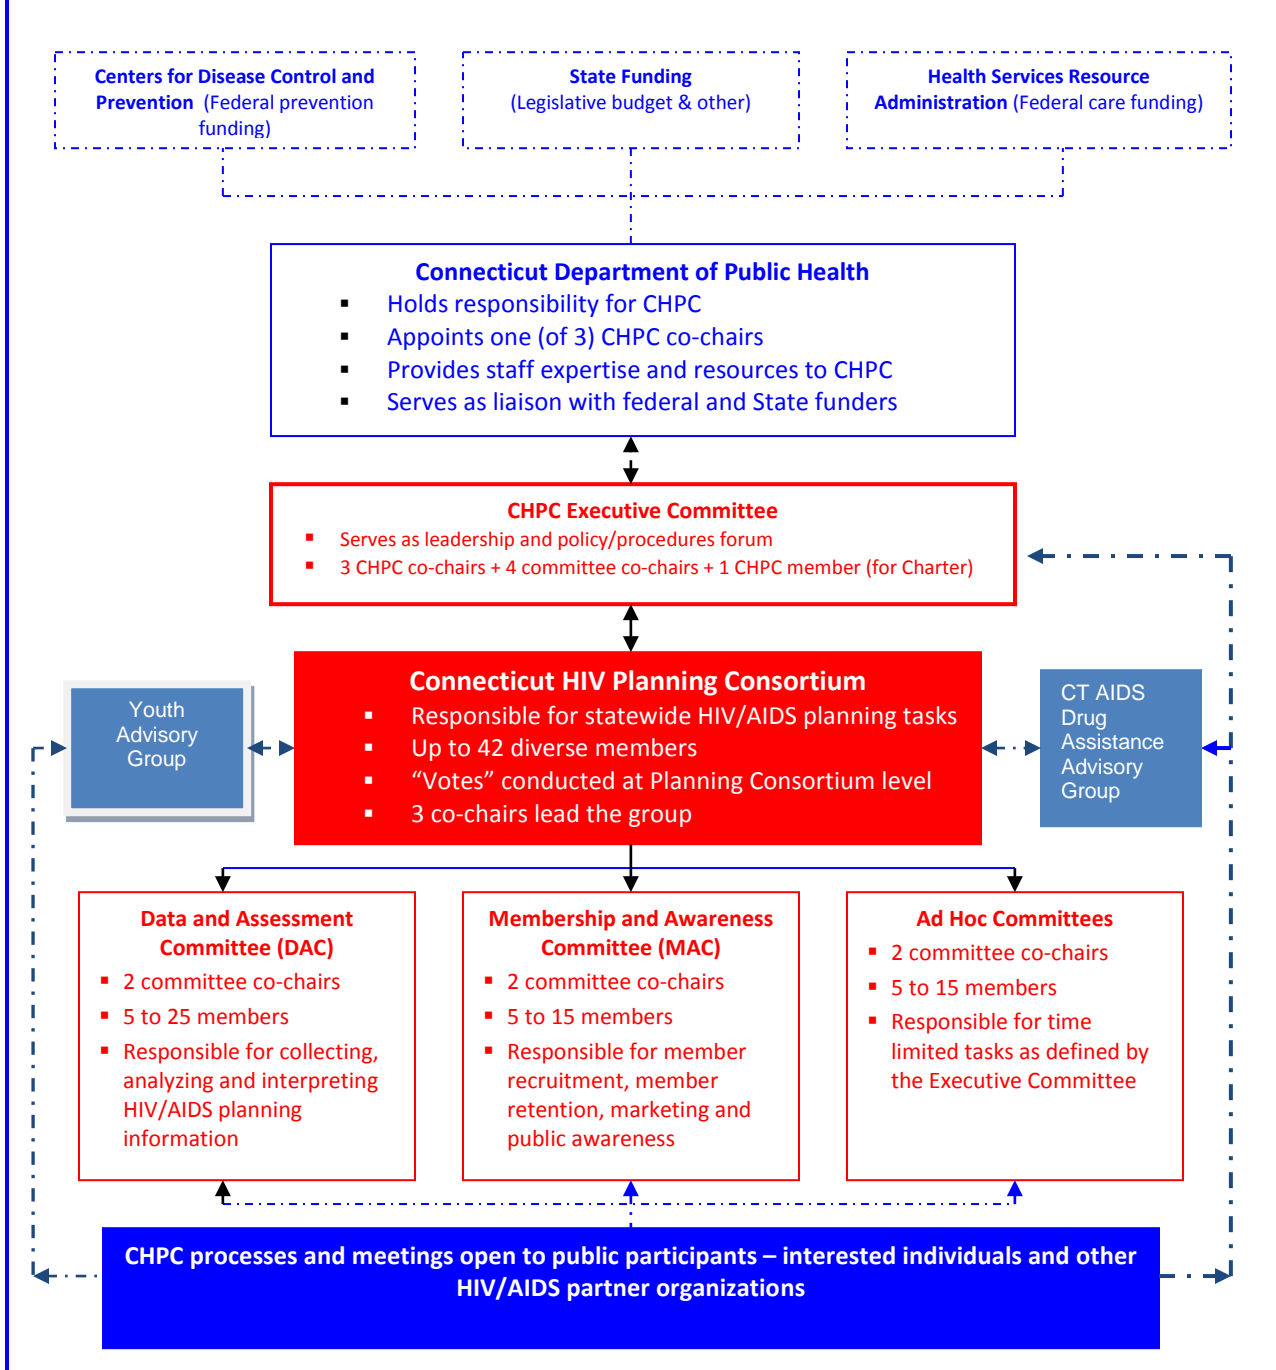 Centers for Disease Control and
Prevention (Federal prevention
funding)
State Funding
(Legislative budget & other)
Health Services Resource
Administration (Federal care funding)
Connecticut Department of Public Health
▪ Holds responsibility for CHPC
▪ Appoints one (of 3) CHPC co-chairs
▪ Provides staff expertise and resources to CHPC
▪ Serves as liaison with federal and State funders
CHPC Executive Committee
▪ Serves as leadership and policy/procedures forum
▪ 3 CHPC co-chairs + 4 committee co-chairs + 1 CHPC member (for Charter)
Youth
Advisory
Group
Connecticut HIV Planning Consortium
▪ Responsible for statewide HIV/AIDS planning tasks
▪ Up to 42 diverse members
▪ “Votes” conducted at Planning Consortium level
▪ 3 co-chairs lead the group
CT AIDS
Drug
Assistance
Advisory
Group
Data and Assessment
Committee (DAC)
▪ 2 committee co-chairs
▪ 5 to 25 members
▪ Responsible for collecting,
analyzing and interpreting
HIV/AIDS planning
information
Membership and Awareness
Committee (MAC)
▪ 2 committee co-chairs
▪ 5 to 15 members
▪ Responsible for member
recruitment, member
retention, marketing and
public awareness
Ad Hoc Committees
▪ 2 committee co-chairs
▪ 5 to 15 members
▪ Responsible for time
limited tasks as defined by
the Executive Committee
CHPC processes and meetings open to public participants – interested individuals and other
HIV/AIDS partner organizations